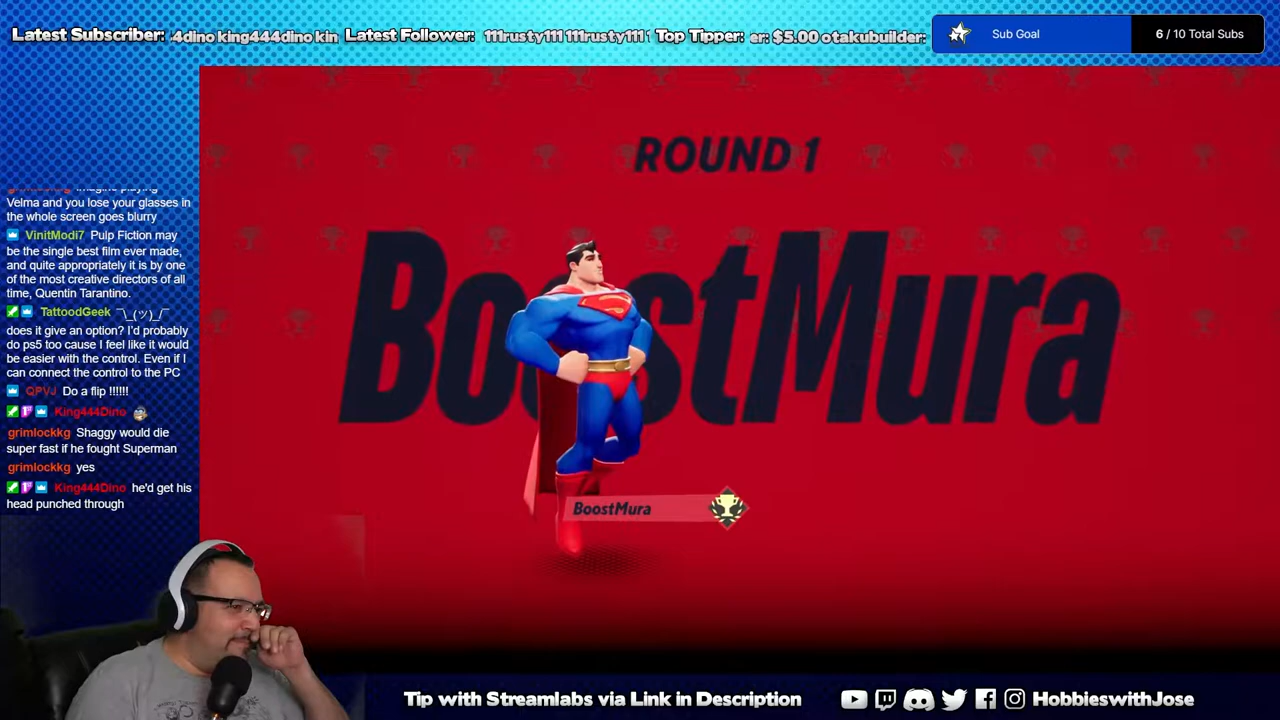 Latest Subscriber: 4dino king444dino kin Latest Follower: 111rusty111 111rusty111 Top Tipper: er: $5.00 otakubuilder:
Sub Goal 6 / 10 Total Subs
ROUND 1
BoostMura
BoostMura
imagine playing
Velma and you lose your glasses in
the whole screen goes blurry
VinitModi7 Pulp Fiction may
be the single best film ever made,
and quite appropriately it is by one
of the most creative directors of all
time, Quentin Tarantino.
TattoodGeek ¯\_(ツ)_/¯
does it give an option? I'd probably
do ps5 too cause I feel like it would
be easier with the control. Even if I
can connect the control to the PC
QPVJ Do a flip !!!!!!
King444Dino
grimlockkg Shaggy would die
super fast if he fought Superman
grimlockkg yes
King444Dino he'd get his
head punched through
Tip with Streamlabs via Link in Description HobbieswithJose